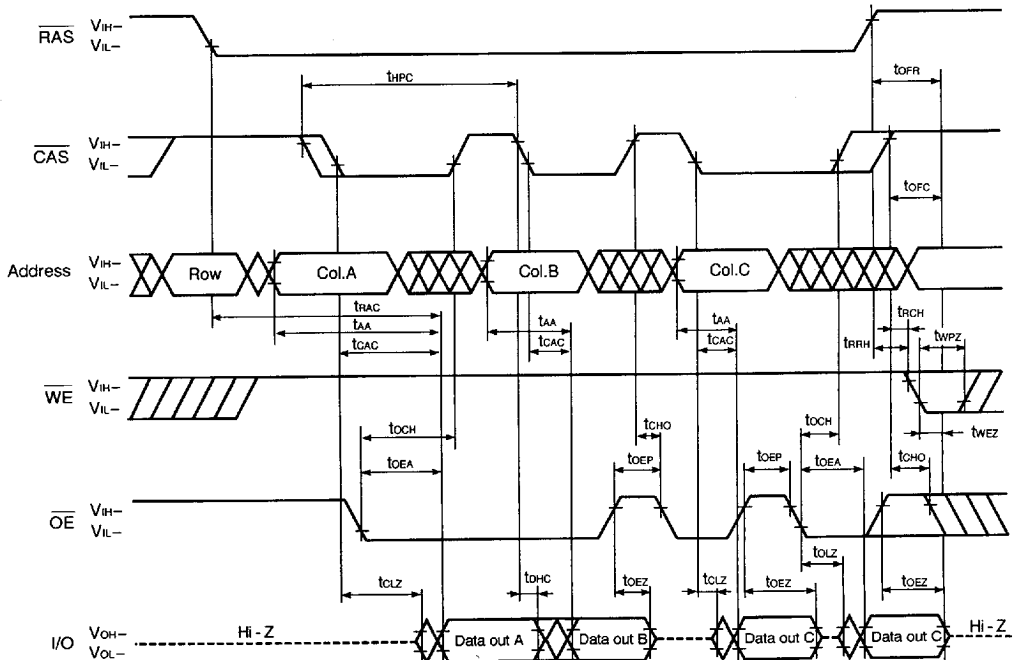 RAS VIH–
VIL–
tHPC
tOFR
CAS VIH–
VIL–
tOFC
Address VIH–
VIL–
Row Col.A Col.B Col.C
tRAC
tAA tAA tAA
tCAC tCAC tCAC
tRCH
tRRH tWPZ
WE VIH–
VIL–
tWEZ
tOCH tCHO tOCH
tOEA tOEP tOEP tOEA tCHO
OE VIH–
VIL–
tCLZ tDHC tOEZ tCLZ tOEZ tOLZ tOEZ
I/O VOH–
VOL–
Hi - Z Data out A Data out B Data out C Data out C Hi - Z